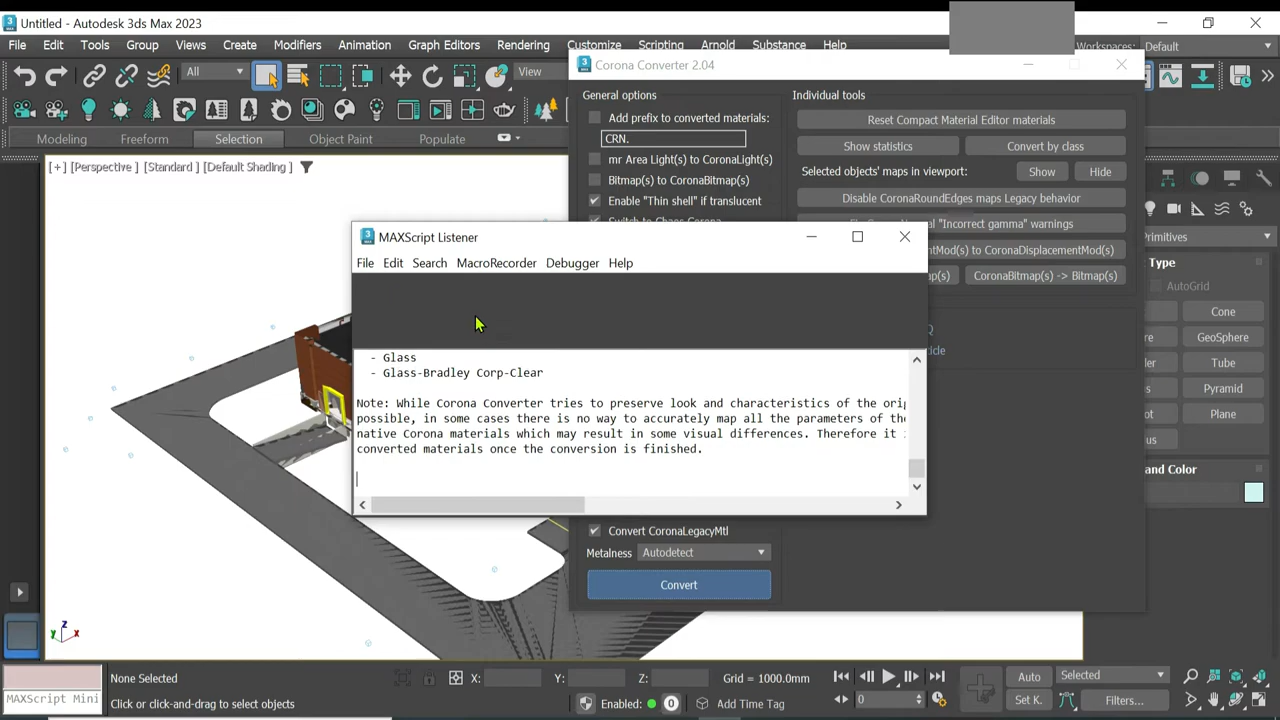 Untitled - Autodesk 3ds Max 2023
File Edit Tools Group Views Create Modifiers Animation Graph Editors Rendering Customize Scripting Arnold Substance Help Workspaces: Default
All View
Modeling Freeform Selection Object Paint Populate
[+] [Perspective ] [Standard ] [Default Shading ]
Corona Converter 2.04
General options
Add prefix to converted materials:
CRN.
mr Area Light(s) to CoronaLight(s)
Bitmap(s) to CoronaBitmap(s)
Enable "Thin shell" if translucent
Switch to Chaos Corona
Individual tools
Reset Compact Material Editor materials
Show statistics Convert by class
Selected objects' maps in viewport: Show Hide
Disable CoronaRoundEdges maps Legacy behavior
"Incorrect gamma" warnings
to CoronaDisplacementMod(s)
CoronaBitmap(s) -> Bitmap(s)
MAXScript Listener
File Edit Search MacroRecorder Debugger Help
- Glass
- Glass-Bradley Corp-Clear
Note: While Corona Converter tries to preserve look and characteristics of the
possible, in some cases there is no way to accurately map all the parameters of
native Corona materials which may result in some visual differences. Therefore it
converted materials once the conversion is finished.
Convert CoronaLegacyMtl
Metalness Autodetect
Convert
Primitives
Type
AutoGrid
Cone
GeoSphere
Tube
Pyramid
Plane
and Color
z
y x
None Selected X: Y: Z: Grid = 1000.0mm Auto Selected
MAXScript Mini Click or click-and-drag to select objects Enabled: 0 Add Time Tag 0 Set K. Filters...